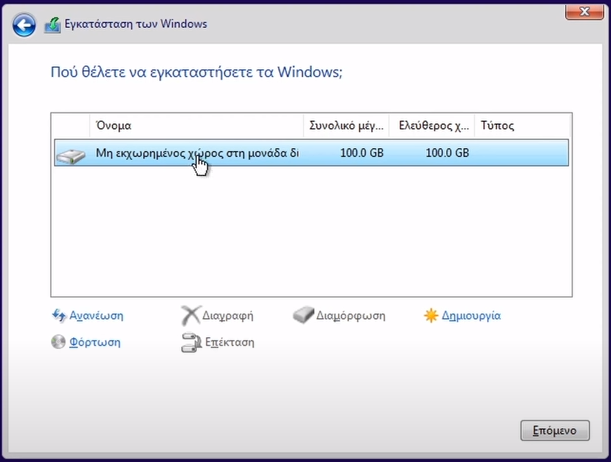 Εγκατάσταση των Windows
Πού θέλετε να εγκαταστήσετε τα Windows;
Όνομα Συνολικό μέγ... Ελεύθερος χ... Τύπος
Μη εκχωρημένος χώρος στη μονάδα δι 100.0 GB 100.0 GB
Ανανέωση Διαγραφή Διαμόρφωση Δημιουργία
Φόρτωση Επέκταση
Επόμενο